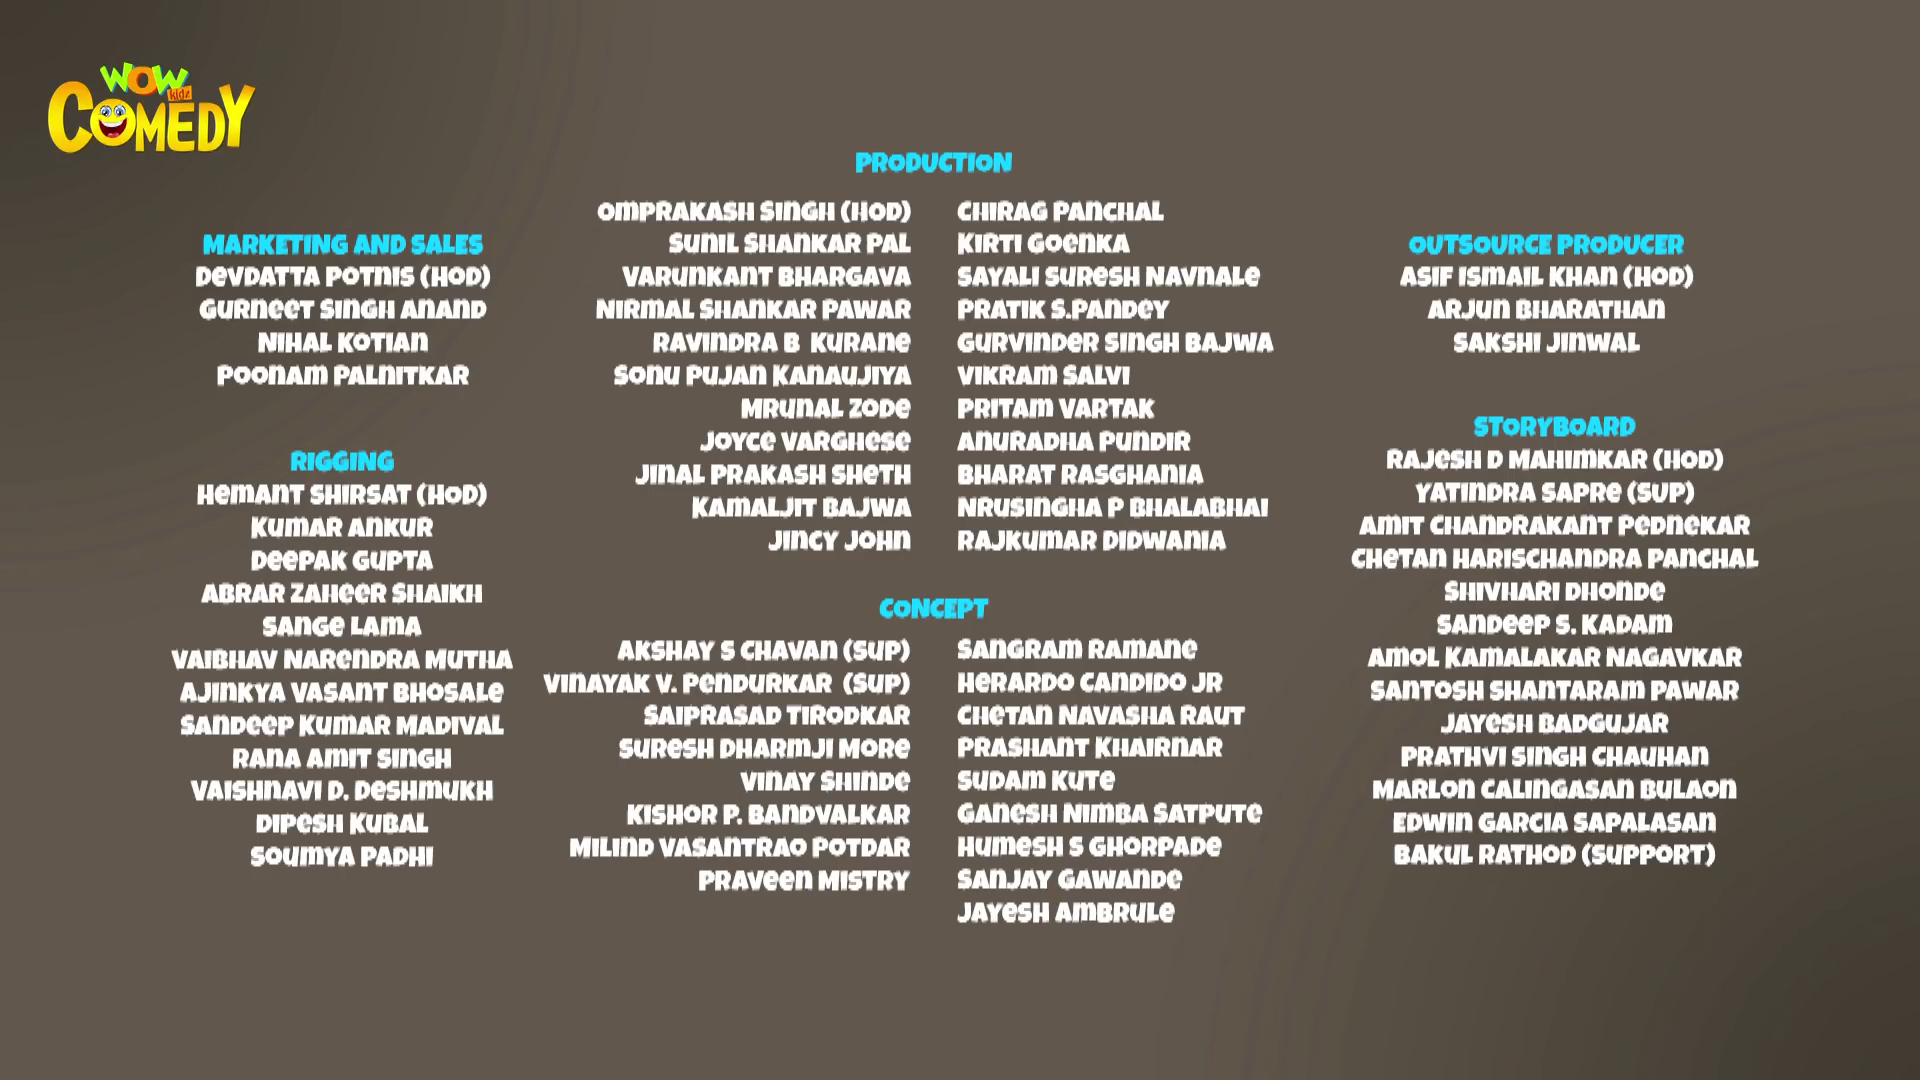 WOW
kidz
COMEDY
MARKETING AND SALES
DEVDATTA POTNIS (HOD)
GURNEET SINGH ANAND
NIHAL KOTIAN
POONAM PALNITKAR
RIGGING
HEMANT SHIRSAT (HOD)
KUMAR ANKUR
DEEPAK GUPTA
ABRAR ZAHEER SHAIKH
SANGE LAMA
VAIBHAV NARENDRA MUTHA
AJINKYA VASANT BHOSALE
SANDEEP KUMAR MADIVAL
RANA AMIT SINGH
VAISHNAVI D. DESHMUKH
DIPESH KUBAL
SOUMYA PADHI
PRODUCTION
OMPRAKASH SINGH (HOD)
SUNIL SHANKAR PAL
VARUNKANT BHARGAVA
NIRMAL SHANKAR PAWAR
RAVINDRA B KURANE
SONU PUJAN KANAUJIYA
MRUNAL ZODE
JOYCE VARGHESE
JINAL PRAKASH SHETH
KAMALJIT BAJWA
JINCY JOHN
CHIRAG PANCHAL
KIRTI GOENKA
SAYALI SURESH NAVNALE
PRATIK S.PANDEY
GURVINDER SINGH BAJWA
VIKRAM SALVI
PRITAM VARTAK
ANURADHA PUNDIR
BHARAT RASGHANIA
NRUSINGHA P BHALABHAI
RAJKUMAR DIDWANIA
CONCEPT
AKSHAY S CHAVAN (SUP)
VINAYAK V. PENDURKAR (SUP)
SAIPRASAD TIRODKAR
SURESH DHARMJI MORE
VINAY SHINDE
KISHOR P. BANDVALKAR
MILIND VASANTRAO POTDAR
PRAVEEN MISTRY
SANGRAM RAMANE
HERARDO CANDIDO JR
CHETAN NAVASHA RAUT
PRASHANT KHAIRNAR
SUDAM KUTE
GANESH NIMBA SATPUTE
HUMESH S GHORPADE
SANJAY GAWANDE
JAYESH AMBRULE
OUTSOURCE PRODUCER
ASIF ISMAIL KHAN (HOD)
ARJUN BHARATHAN
SAKSHI JINWAL
STORYBOARD
RAJESH D MAHIMKAR (HOD)
YATINDRA SAPRE (SUP)
AMIT CHANDRAKANT PEDNEKAR
CHETAN HARISCHANDRA PANCHAL
SHIVHARI DHONDE
SANDEEP S. KADAM
AMOL KAMALAKAR NAGAVKAR
SANTOSH SHANTARAM PAWAR
JAYESH BADGUJAR
PRATHVI SINGH CHAUHAN
MARLON CALINGASAN BULAON
EDWIN GARCIA SAPALASAN
BAKUL RATHOD (SUPPORT)